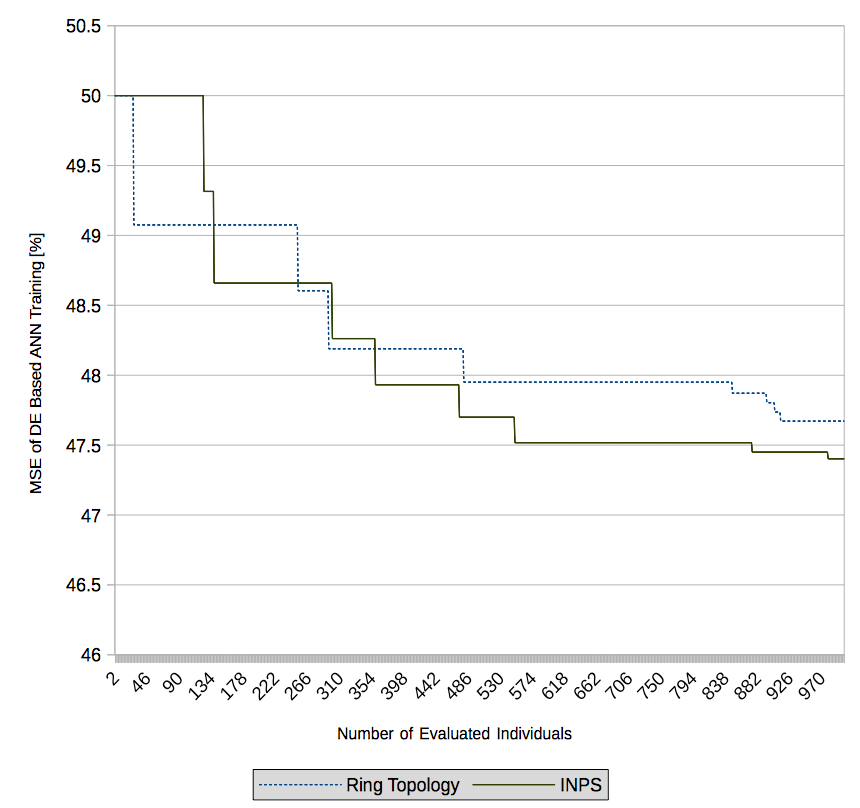 50.5
50
49.5
49
48.5
48
47.5
47
46.5
46
MSE of DE Based ANN Training [%]
2 46 90 134 178 222 266 310 354 398 442 486 530 574 618 662 706 750 794 838 882 926 970
Number of Evaluated Individuals
Ring Topology INPS